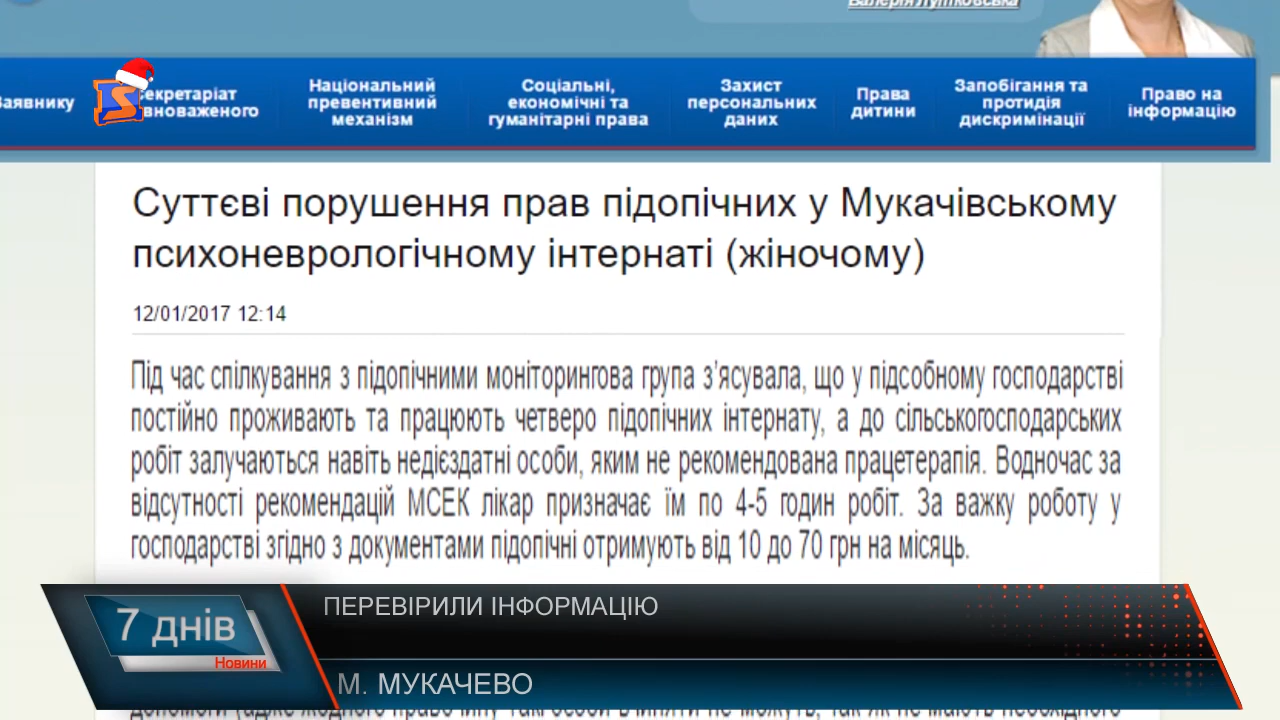 Валерія Лутковська
Заявнику
Секретаріат
Уповноваженого
Національний
превентивний
механізм
Соціальні,
економічні та
гуманітарні права
Захист
персональних
даних
Права
дитини
Запобігання та
протидія
дискримінації
Право на
інформацію
Суттєві порушення прав підопічних у Мукачівському
психоневрологічному інтернаті (жіночому)
12/01/2017 12:14
Під час спілкування з підопічними моніторингова група з'ясувала, що у підсобному господарстві
постійно проживають та працюють четверо підопічних інтернату, а до сільськогосподарських
робіт залучаються навіть недієздатні особи, яким не рекомендована працетерапія. Водночас за
відсутності рекомендацій МСЕК лікар призначає їм по 4-5 годин робіт. За важку роботу у
господарстві згідно з документами підопічні отримують від 10 до 70 грн на місяць.
7 днів
Новини
ПЕРЕВІРИЛИ ІНФОРМАЦІЮ
М. МУКАЧЕВО